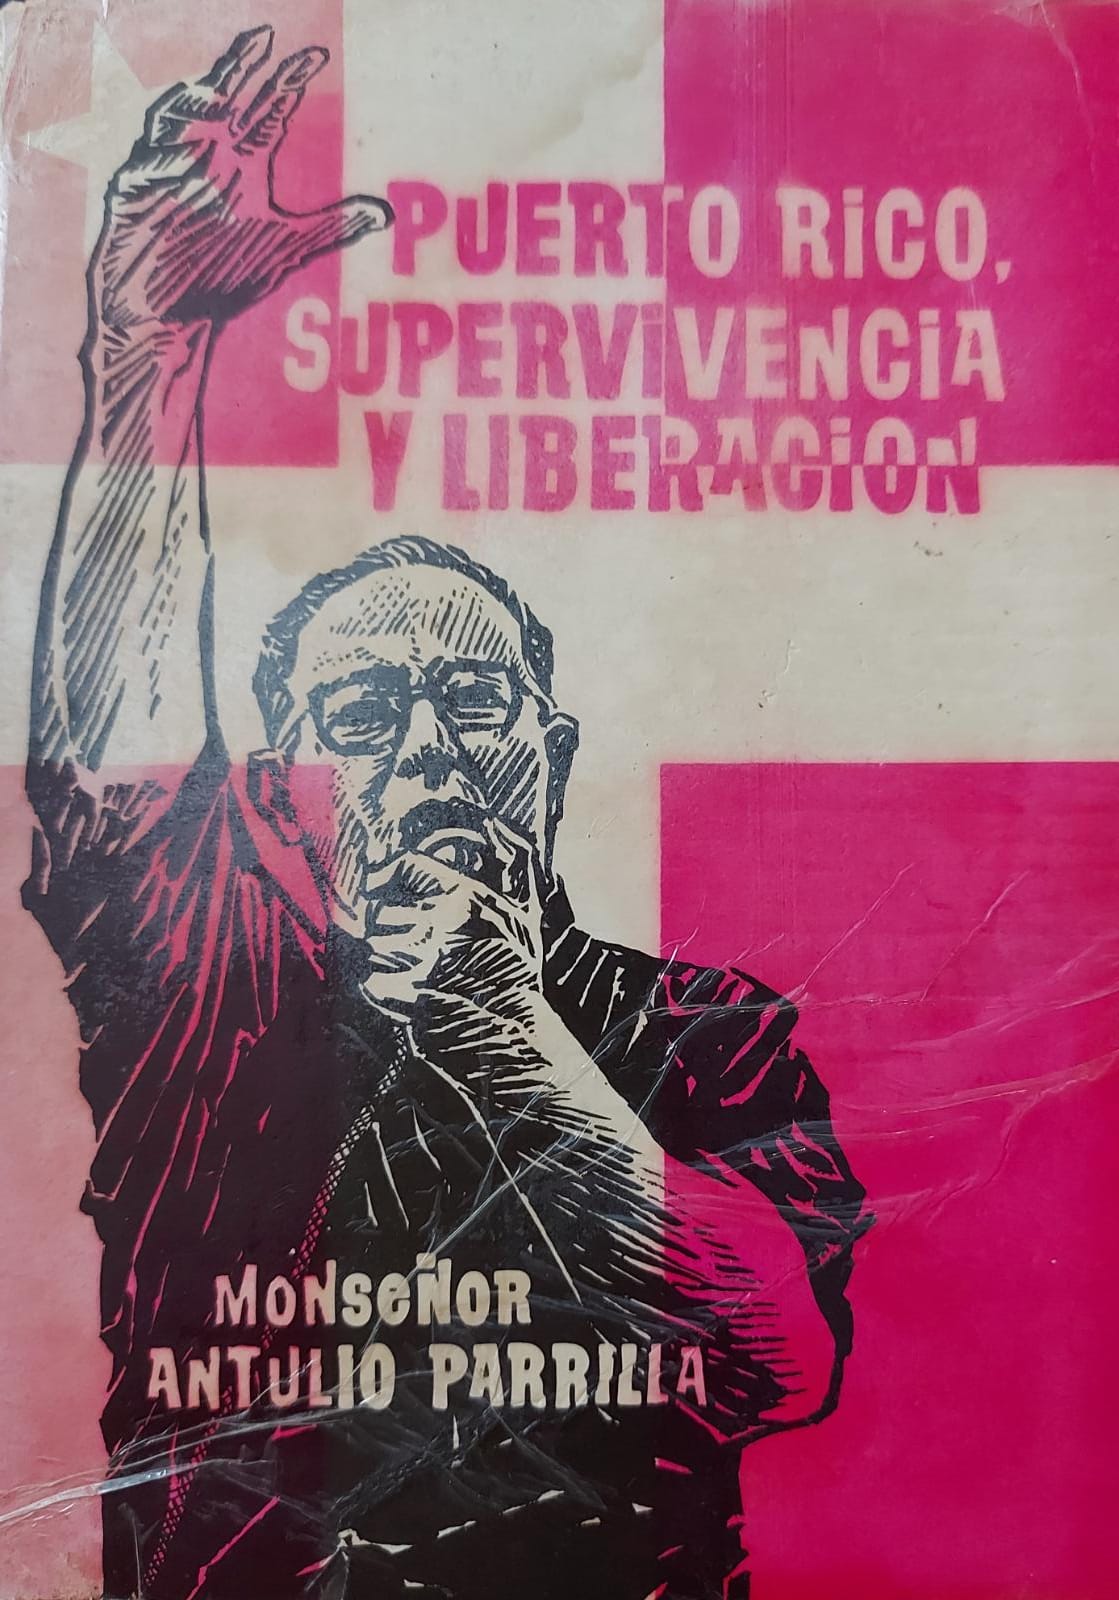 PUERTO RICO,
SUPERVIVENCIA
Y LIBERACION
MONSEÑOR
ANTULIO PARRILLA